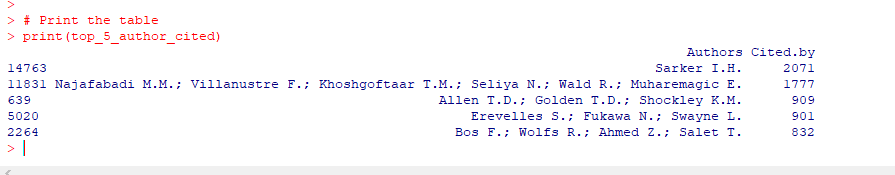 >
> # Print the table
> print(top_5_author_cited)
Authors Cited.by
14763 Sarker I.H. 2071
11831 Najafabadi M.M.; Villanustre F.; Khoshgoftaar T.M.; Seliya N.; Wald R.; Muharemagic E. 1777
639 Allen T.D.; Golden T.D.; Shockley K.M. 909
5020 Erevelles S.; Fukawa N.; Swayne L. 901
2264 Bos F.; Wolfs R.; Ahmed Z.; Salet T. 832
>